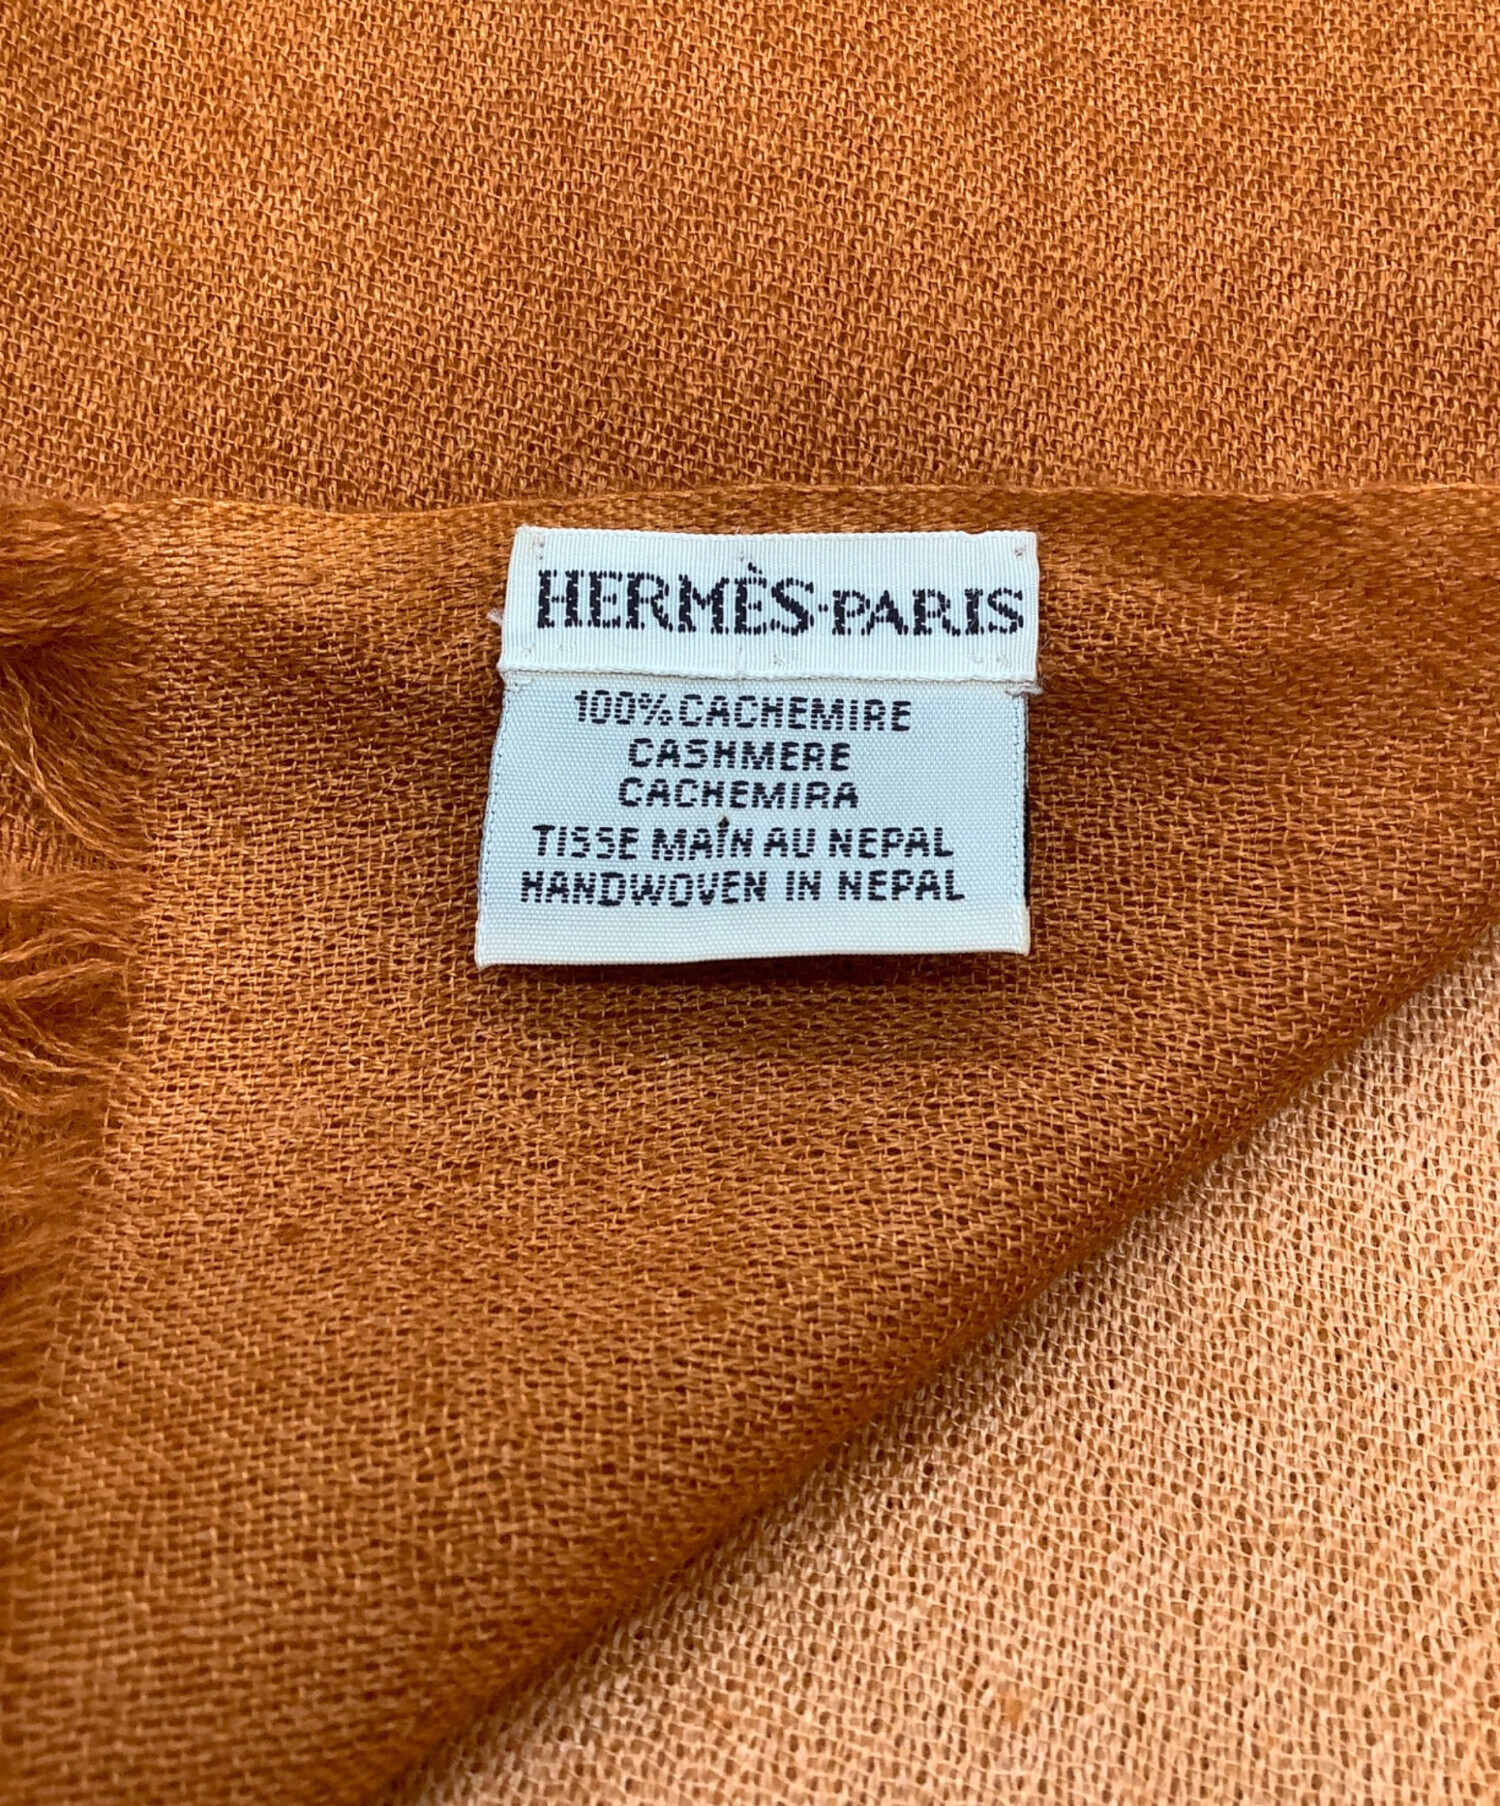 HERMÈS-PARIS
100% CACHEMIRE
CASHMERE
CACHEMIRA
TISSE MAIN AU NEPAL
HANDWOVEN IN NEPAL